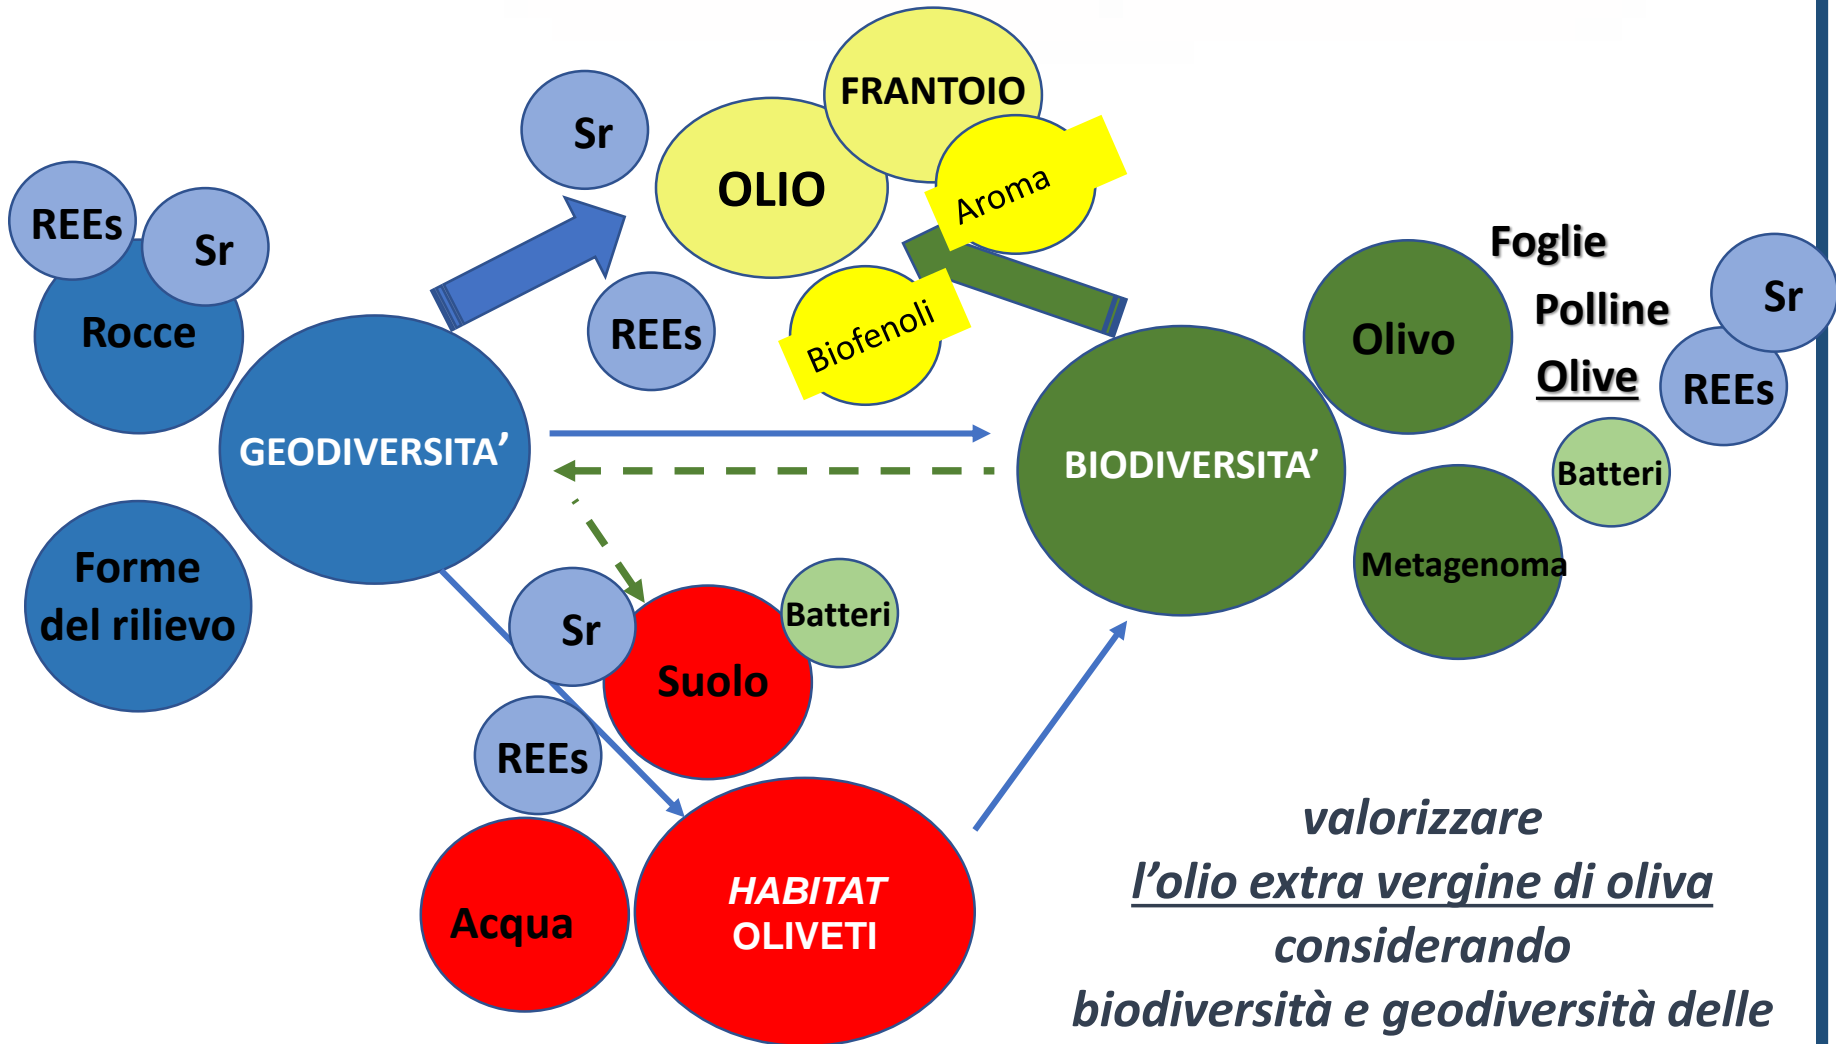 FRANTOIO
Sr
OLIO
Aroma
REEs
Sr
Rocce
REEs
Biofenoli
Foglie
Polline
Olive
Olivo
Sr
REEs
GEODIVERSITA’
BIODIVERSITA’
Batteri
Metagenoma
Forme
del rilievo
Sr
Batteri
Suolo
REEs
Acqua
HABITAT
OLIVETI
valorizzare
l’olio extra vergine di oliva
considerando
biodiversità e geodiversità delle